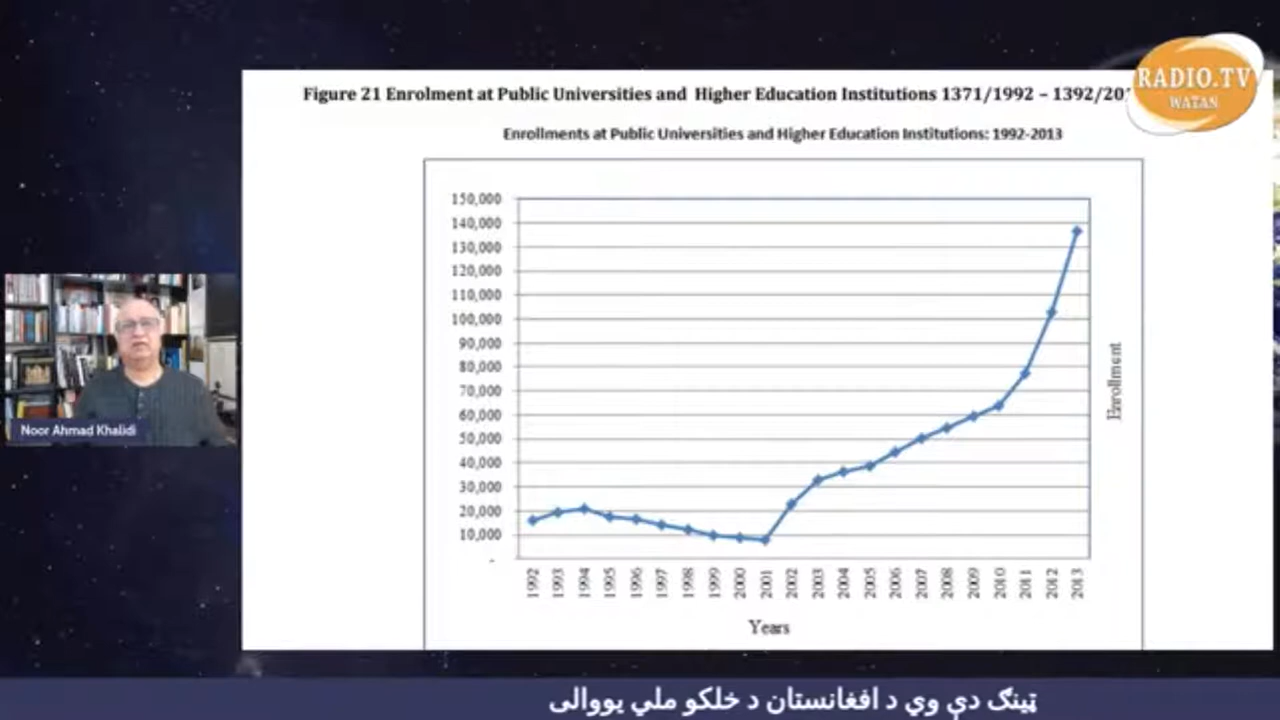 Figure 21 Enrolment at Public Universities and Higher Education Institutions 1371/1992 – 1392/20
RADIO.TV
WATAN
Enrollments at Public Universities and Higher Education Institutions: 1992-2013
150,000
140,000
130,000
120,000
110,000
100,000
90,000
80,000
70,000
60,000
50,000
40,000
30,000
20,000
10,000
-
Enrollment
1992 1993 1994 1995 1996 1997 1998 1999 2000 2001 2002 2003 2004 2005 2006 2007 2008 2009 2010 2011 2012 2013
Years
Noor Ahmad Khalidi
ټينګ دې وي د افغانستان د خلکو ملي يووالی